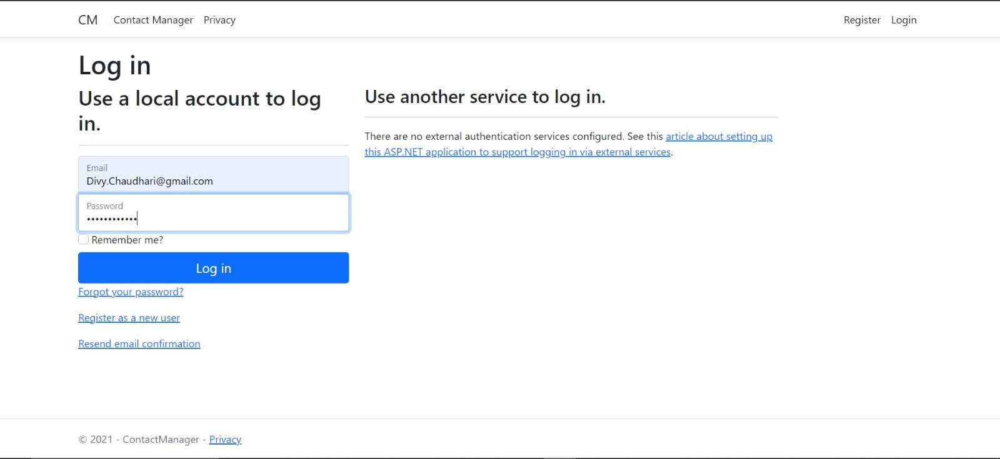 CM Contact Manager Privacy Register Login
Log in
Use a local account to log
in.
Email
Divy.Chaudhari@gmail.com
Password
••••••••••••
Remember me?
Log in
Forgot your password?
Register as a new user
Resend email confirmation
Use another service to log in.
There are no external authentication services configured. See this article about setting up
this ASP.NET application to support logging in via external services.
© 2021 - ContactManager - Privacy